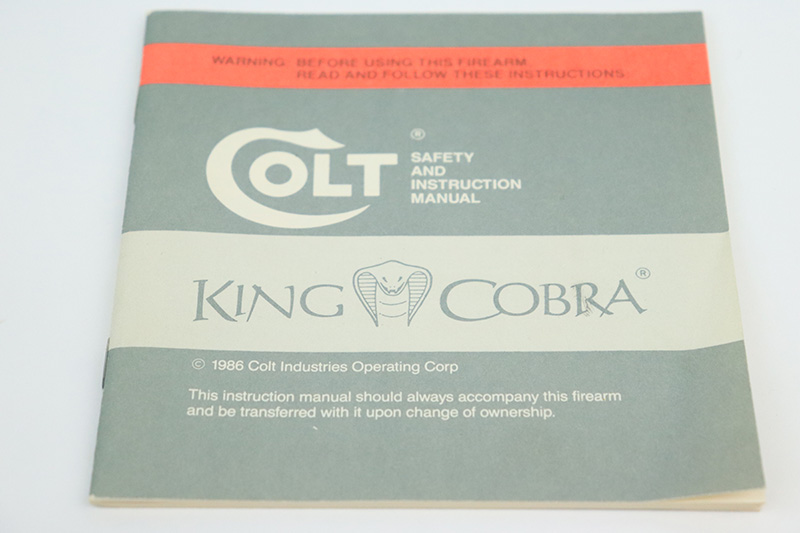 WARNING: BEFORE USING THIS FIREARM
READ AND FOLLOW THESE INSTRUCTIONS
COLT ®
SAFETY
AND
INSTRUCTION
MANUAL
KING COBRA ®
© 1986 Colt Industries Operating Corp
This instruction manual should always accompany this firearm
and be transferred with it upon change of ownership.